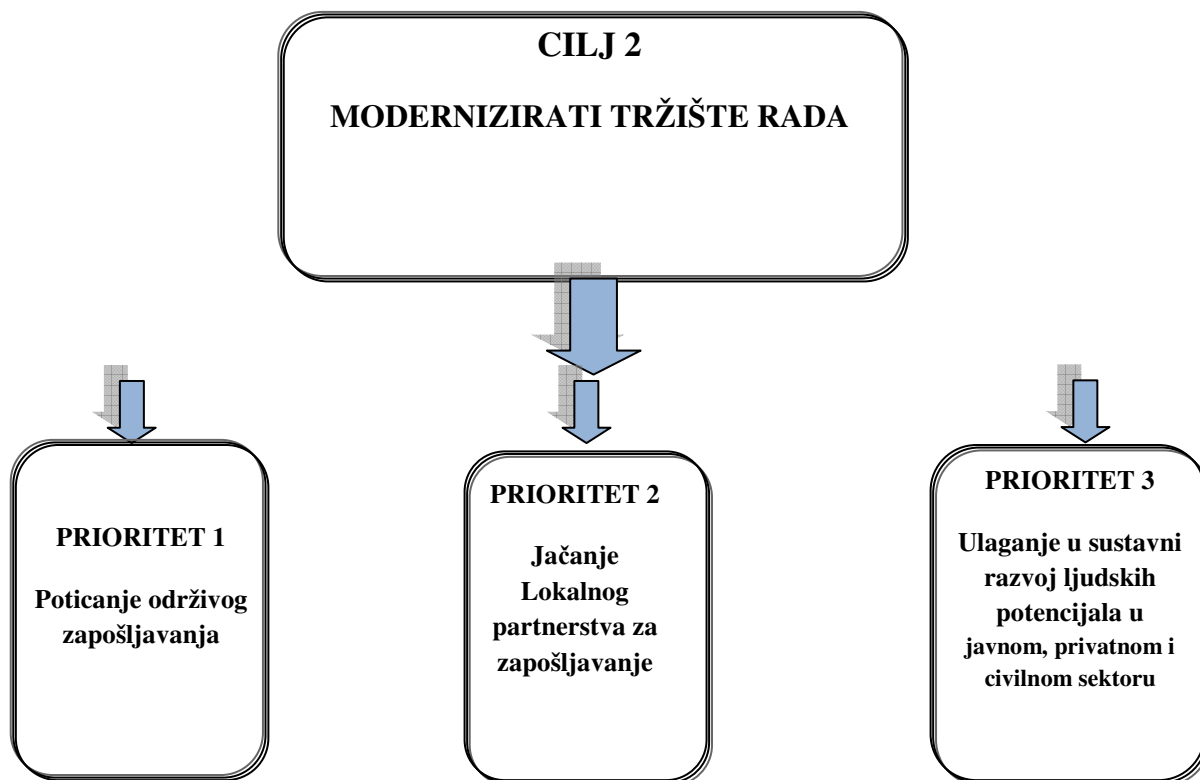 CILJ 2
MODERNIZIRATI TRŽIŠTE RADA
PRIORITET 1
Poticanje održivog
zapošljavanja
PRIORITET 2
Jačanje
Lokalnog
partnerstva za
zapošljavanje
PRIORITET 3
Ulaganje u sustavni
razvoj ljudskih
potencijala u
javnom, privatnom i
civilnom sektoru